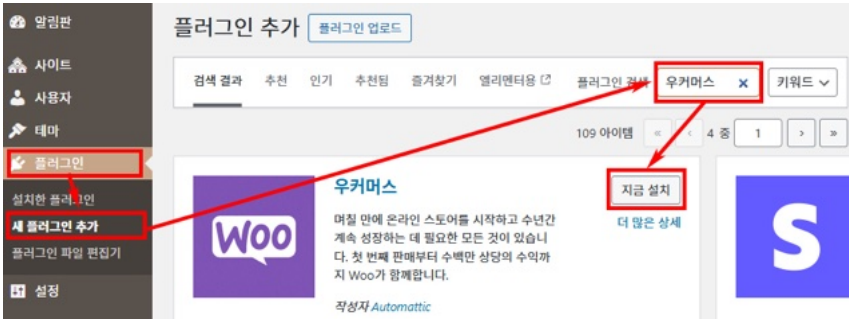 알림판
사이트
사용자
테마
플러그인
설치한 플러그인
새 플러그인 추가
플러그인 파일 편집기
설정
플러그인 추가 플러그인 업로드
검색 결과 추천 인기 추천됨 즐겨찾기 엘리멘터용 플러그인 검색 우커머스 × 키워드
109 아이템 « ‹ 4 중 1 › »
우커머스
지금 설치
더 많은 상세
며칠 만에 온라인 스토어를 시작하고 수년간
계속 성장하는 데 필요한 모든 것이 있습니
다. 첫 번째 판매부터 수백만 상당의 수익까
지 Woo가 함께합니다.
작성자 Automattic
Woo
S